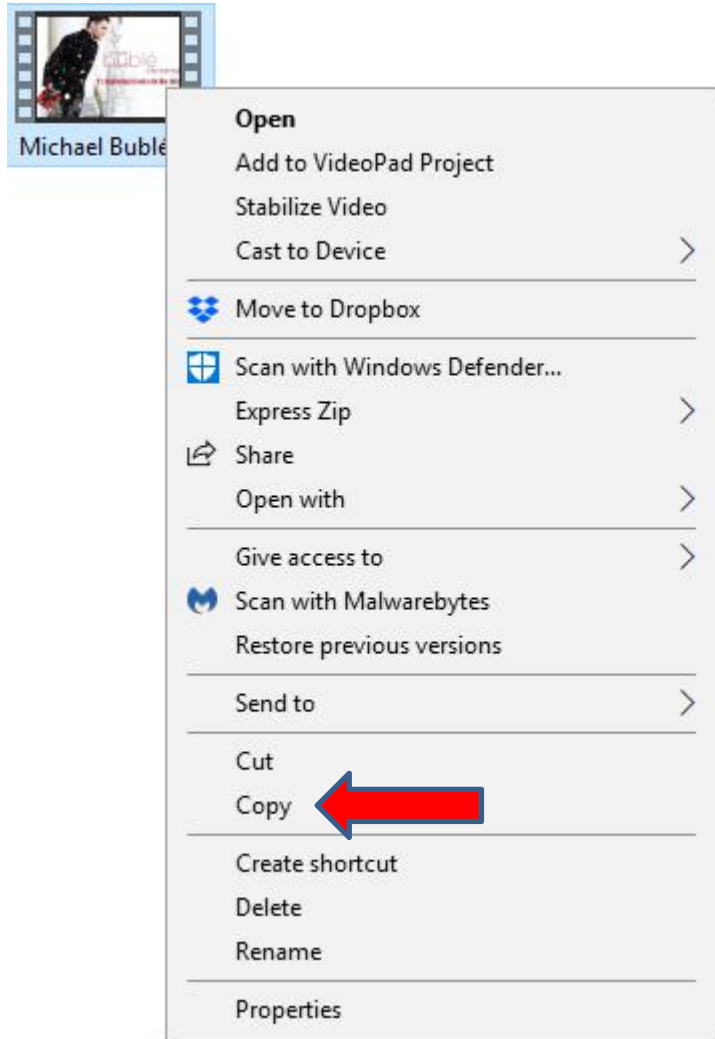 bublé
Michael Bublé
Open
Add to VideoPad Project
Stabilize Video
Cast to Device
Move to Dropbox
Scan with Windows Defender...
Express Zip
Share
Open with
Give access to
Scan with Malwarebytes
Restore previous versions
Send to
Cut
Copy
Create shortcut
Delete
Rename
Properties